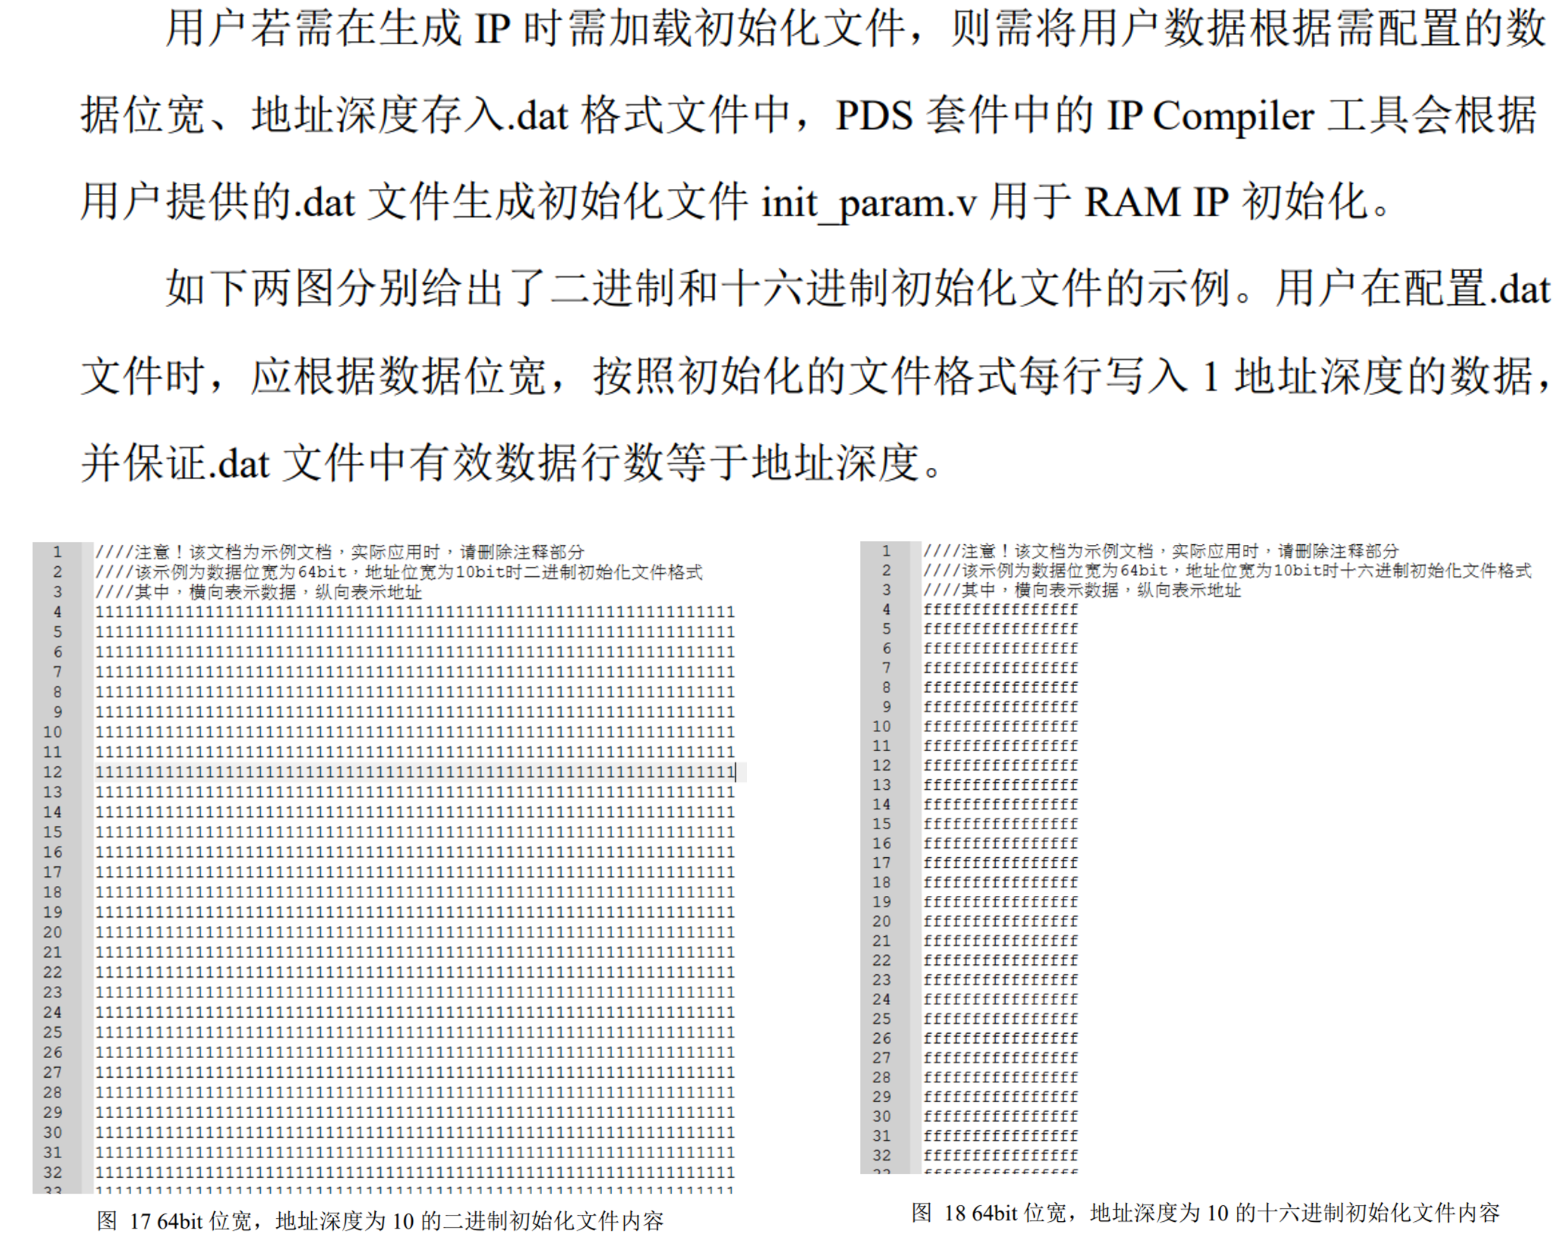 用户若需在生成 IP 时需加载初始化文件，则需将用户数据根据需配置的数
据位宽、地址深度存入.dat 格式文件中，PDS 套件中的 IP Compiler 工具会根据
用户提供的.dat 文件生成初始化文件 init_param.v 用于 RAM IP 初始化。
如下两图分别给出了二进制和十六进制初始化文件的示例。用户在配置.dat
文件时，应根据数据位宽，按照初始化的文件格式每行写入 1 地址深度的数据，
并保证.dat 文件中有效数据行数等于地址深度。
1 ////注意！该文档为示例文档，实际应用时，请删除注释部分
2 ////该示例为数据位宽为64bit，地址位宽为10bit时二进制初始化文件格式
3 ////其中，横向表示数据，纵向表示地址
4 1111111111111111111111111111111111111111111111111111111111111111
5 1111111111111111111111111111111111111111111111111111111111111111
6 1111111111111111111111111111111111111111111111111111111111111111
7 1111111111111111111111111111111111111111111111111111111111111111
8 1111111111111111111111111111111111111111111111111111111111111111
9 1111111111111111111111111111111111111111111111111111111111111111
10 1111111111111111111111111111111111111111111111111111111111111111
11 1111111111111111111111111111111111111111111111111111111111111111
12 1111111111111111111111111111111111111111111111111111111111111111
13 1111111111111111111111111111111111111111111111111111111111111111
14 1111111111111111111111111111111111111111111111111111111111111111
15 1111111111111111111111111111111111111111111111111111111111111111
16 1111111111111111111111111111111111111111111111111111111111111111
17 1111111111111111111111111111111111111111111111111111111111111111
18 1111111111111111111111111111111111111111111111111111111111111111
19 1111111111111111111111111111111111111111111111111111111111111111
20 1111111111111111111111111111111111111111111111111111111111111111
21 1111111111111111111111111111111111111111111111111111111111111111
22 1111111111111111111111111111111111111111111111111111111111111111
23 1111111111111111111111111111111111111111111111111111111111111111
24 1111111111111111111111111111111111111111111111111111111111111111
25 1111111111111111111111111111111111111111111111111111111111111111
26 1111111111111111111111111111111111111111111111111111111111111111
27 1111111111111111111111111111111111111111111111111111111111111111
28 1111111111111111111111111111111111111111111111111111111111111111
29 1111111111111111111111111111111111111111111111111111111111111111
30 1111111111111111111111111111111111111111111111111111111111111111
31 1111111111111111111111111111111111111111111111111111111111111111
32 1111111111111111111111111111111111111111111111111111111111111111
图 17 64bit 位宽，地址深度为 10 的二进制初始化文件内容
1 ////注意！该文档为示例文档，实际应用时，请删除注释部分
2 ////该示例为数据位宽为64bit，地址位宽为10bit时十六进制初始化文件格式
3 ////其中，横向表示数据，纵向表示地址
4 ffffffffffffffff
5 ffffffffffffffff
6 ffffffffffffffff
7 ffffffffffffffff
8 ffffffffffffffff
9 ffffffffffffffff
10 ffffffffffffffff
11 ffffffffffffffff
12 ffffffffffffffff
13 ffffffffffffffff
14 ffffffffffffffff
15 ffffffffffffffff
16 ffffffffffffffff
17 ffffffffffffffff
18 ffffffffffffffff
19 ffffffffffffffff
20 ffffffffffffffff
21 ffffffffffffffff
22 ffffffffffffffff
23 ffffffffffffffff
24 ffffffffffffffff
25 ffffffffffffffff
26 ffffffffffffffff
27 ffffffffffffffff
28 ffffffffffffffff
29 ffffffffffffffff
30 ffffffffffffffff
31 ffffffffffffffff
32 ffffffffffffffff
图 18 64bit 位宽，地址深度为 10 的十六进制初始化文件内容